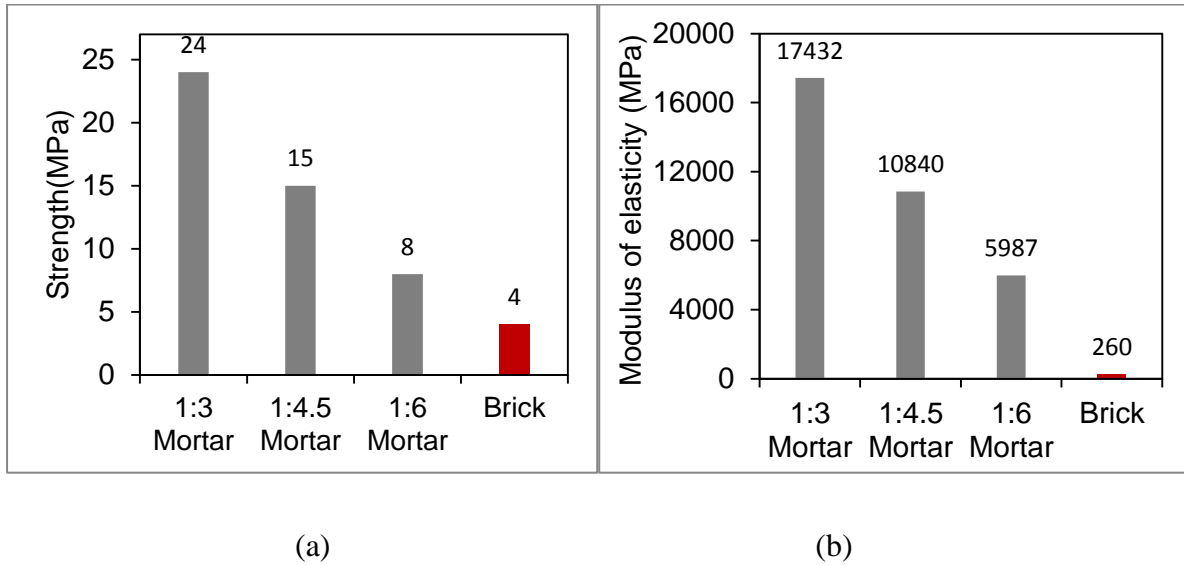 Strength(MPa)
25
20
15
10
5
0
24
15
8
4
1:3
Mortar
1:4.5
Mortar
1:6
Mortar
Brick
(a)
Modulus of elasticity (MPa)
20000
16000
12000
8000
4000
0
17432
10840
5987
260
1:3
Mortar
1:4.5
Mortar
1:6
Mortar
Brick
(b)